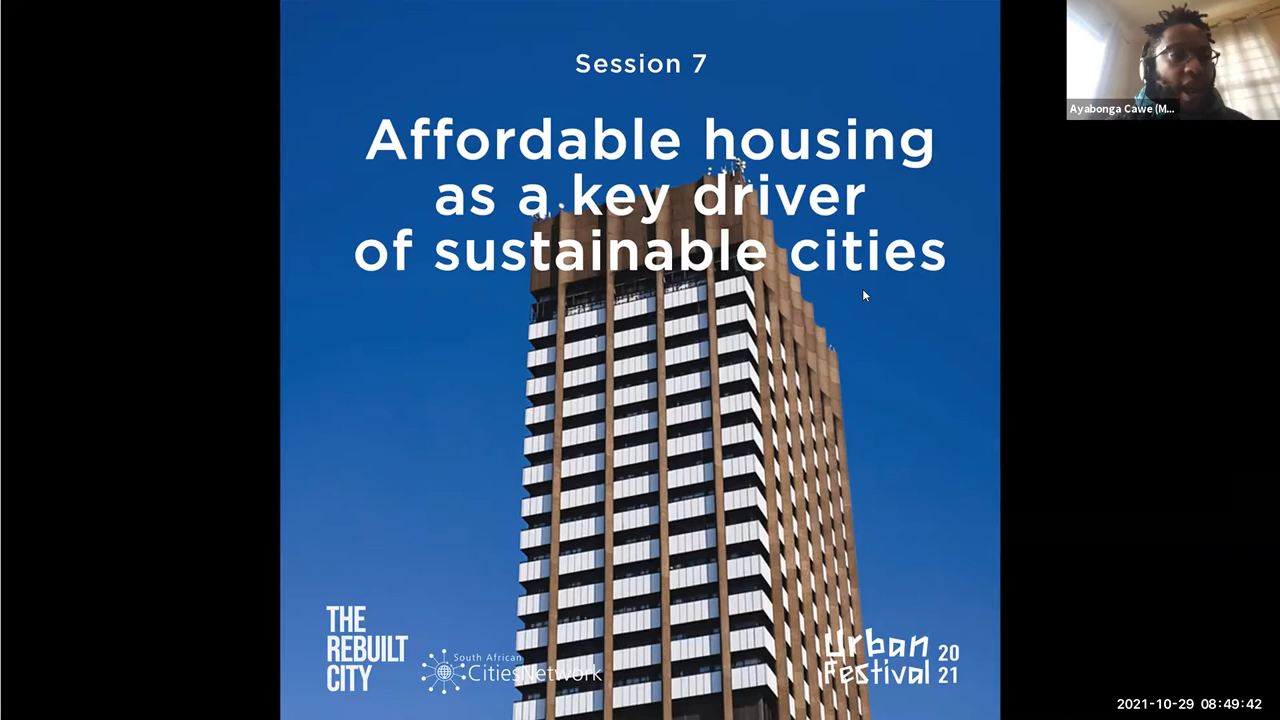 Session 7
Affordable housing
as a key driver
of sustainable cities
Ayabonga Cawe (M...
THE
REBUILT
CITY
South African
CitiesNetwork
Urban
Festival
20
21
2021-10-29 08:49:42